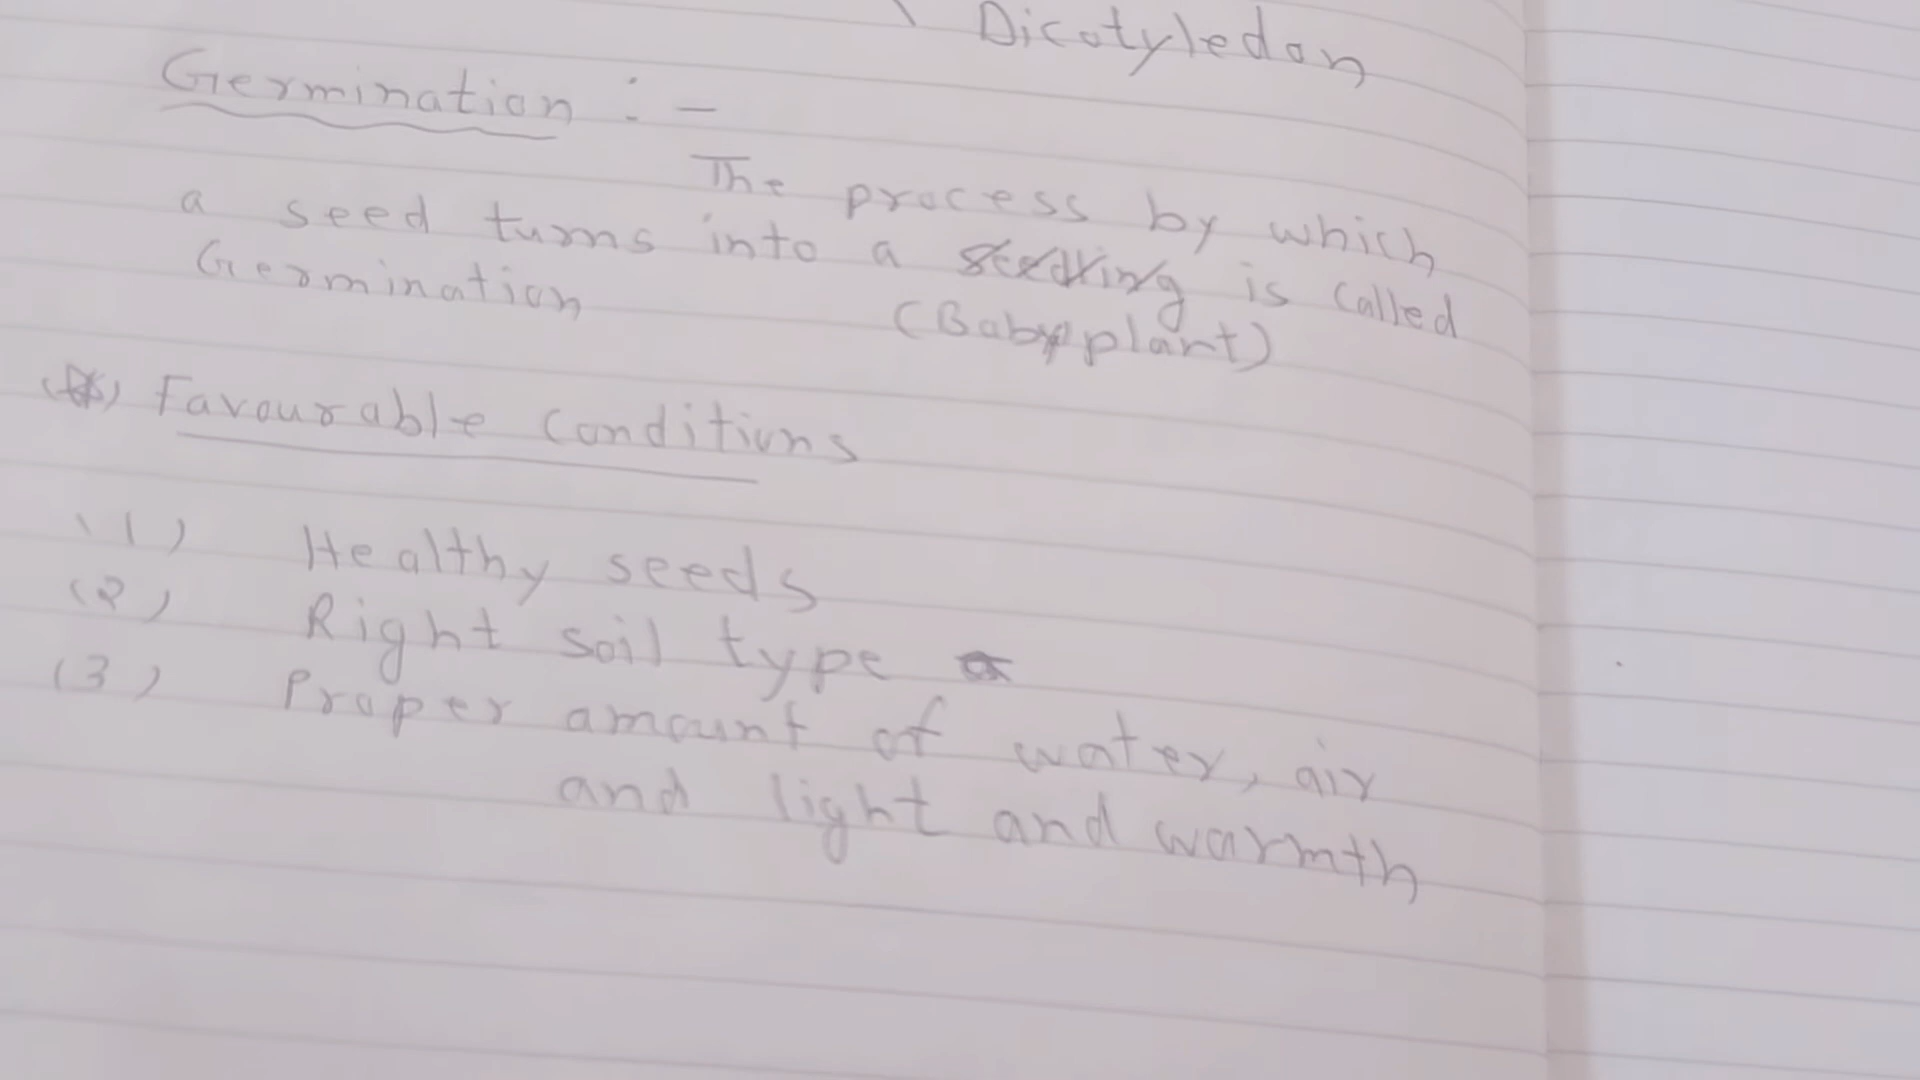 Dicotyledon
Germination :-
The process by which
a seed turns into a seedling is called
Germination (Baby plant)
Favourable conditions
(1) Healthy seeds
(2) Right soil type
(3) Proper amount of water, air
and light and warmth